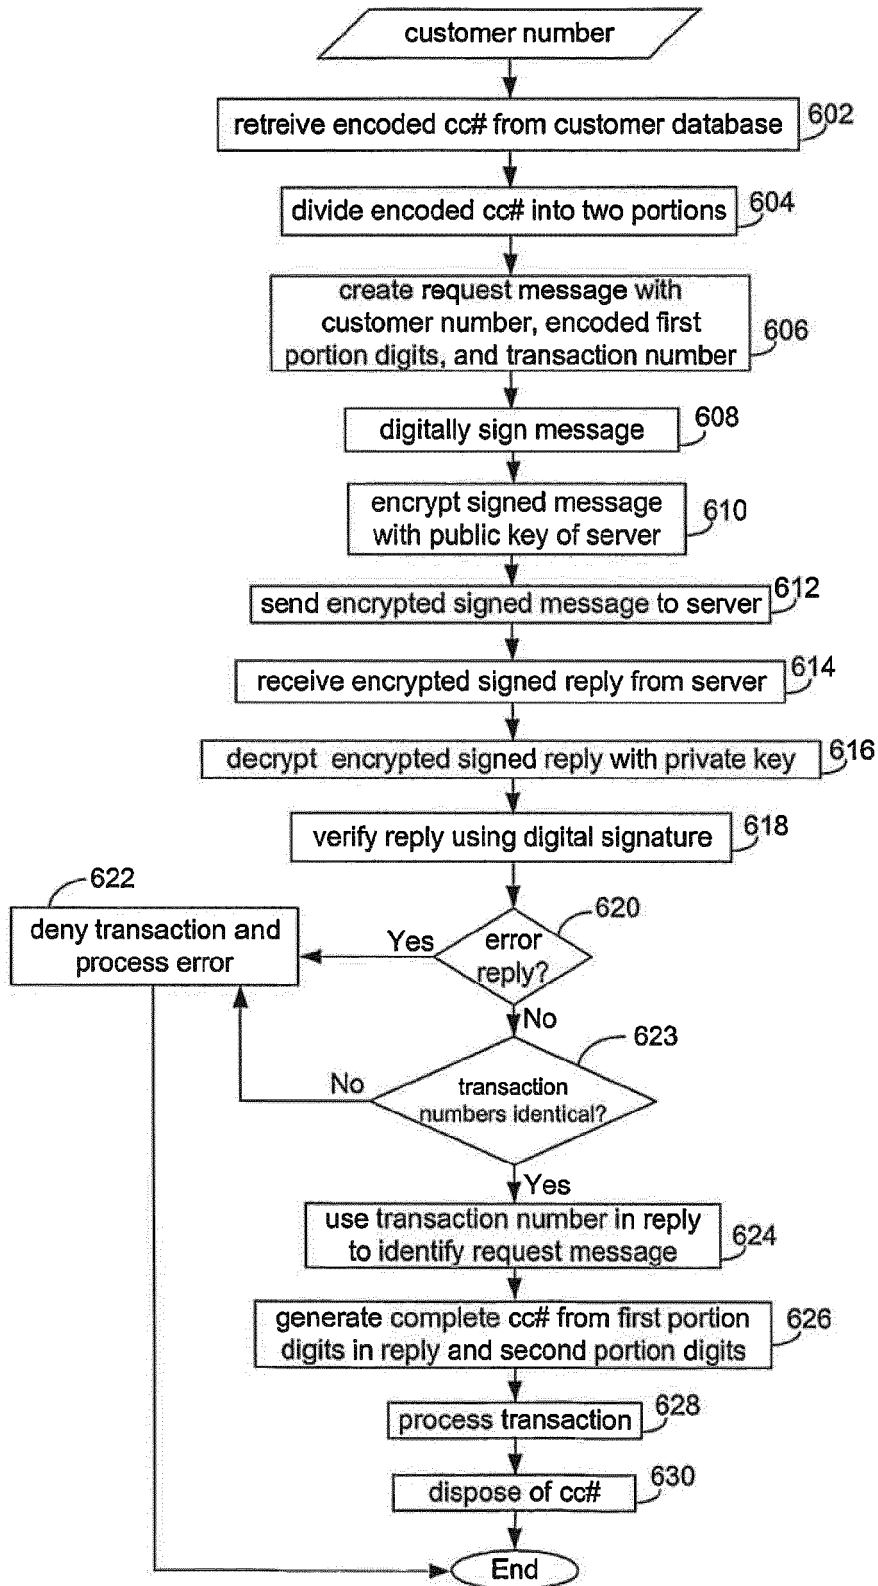 customer number
retreive encoded cc# from customer database
602
divide encoded cc# into two portions
604
create request message with
customer number, encoded first
portion digits, and transaction number
606
digitally sign message
608
encrypt signed message
with public key of server
610
send encrypted signed message to server
612
receive encrypted signed reply from server
614
decrypt encrypted signed reply with private key
616
verify reply using digital signature
618
622
deny transaction and
process error
Yes
error
reply?
620
No
623
No
transaction
numbers identical?
Yes
use transaction number in reply
to identify request message
624
generate complete cc# from first portion
digits in reply and second portion digits
626
process transaction
628
dispose of cc#
630
End